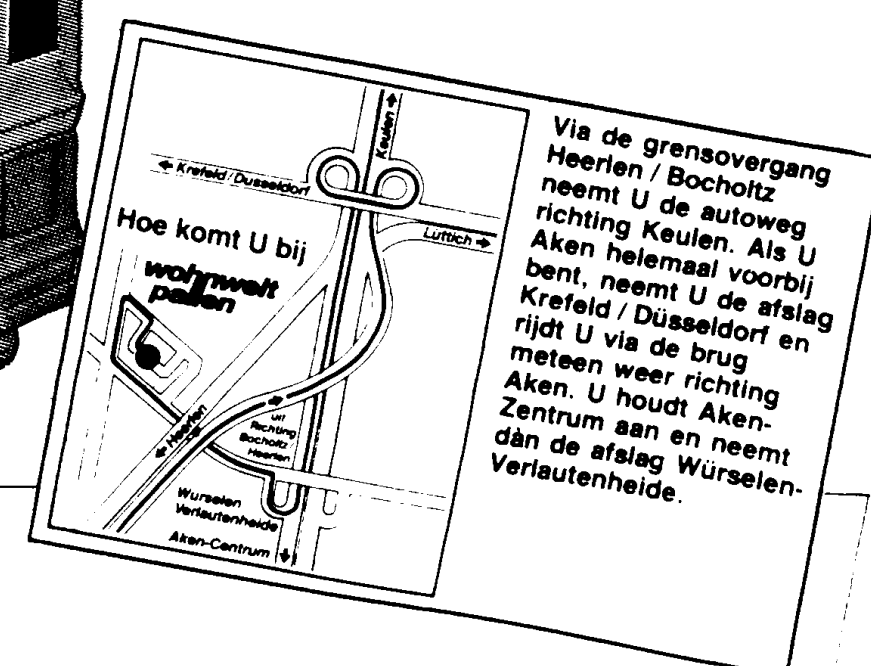 Keulen →
← Krefeld / Dusseldorf
Luttich →
Hoe komt U bij
wohnwelt
pallen
← Heerlen
uit
Richting
Bocholtz
Heerlen
Wurselen
Verlautenheide
Aken-Centrum ↓
Via de grensovergang
Heerlen / Bocholtz
neemt U de autoweg
richting Keulen. Als U
Aken helemaal voorbij
bent, neemt U de afslag
Krefeld / Düsseldorf en
rijdt U via de brug
meteen weer richting
Aken. U houdt Aken-
Zentrum aan en neemt
dàn de afslag Würselen-
Verlautenheide.